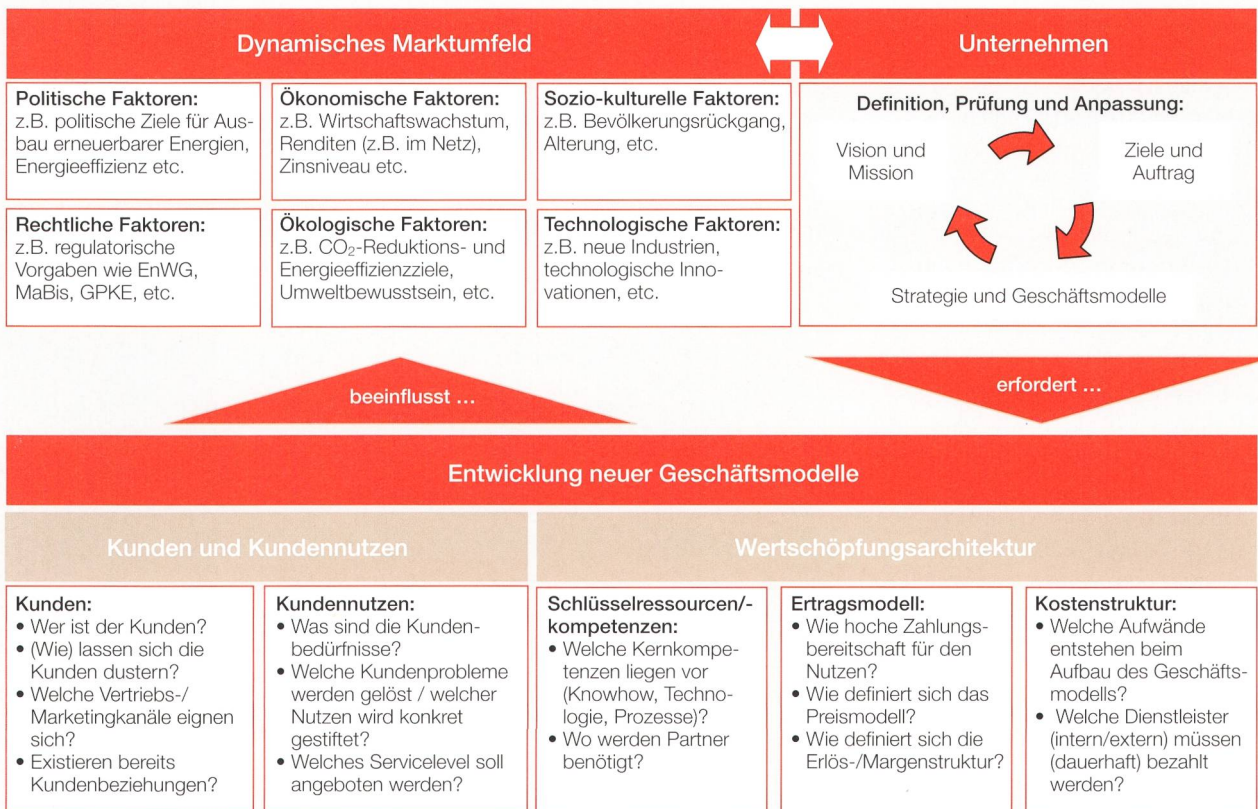 Dynamisches Marktumfeld
Unternehmen
Politische Faktoren:
z.B. politische Ziele für Aus-
bau erneuerbarer Energien,
Energieeffizienz etc.
Ökonomische Faktoren:
z.B. Wirtschaftswachstum,
Renditen (z.B. im Netz),
Zinsniveau etc.
Sozio-kulturelle Faktoren:
z.B. Bevölkerungsrückgang,
Alterung, etc.
Rechtliche Faktoren:
z.B. regulatorische
Vorgaben wie EnWG,
MaBis, GPKE, etc.
Ökologische Faktoren:
z.B. CO₂-Reduktions- und
Energieeffizienzziele,
Umweltbewusstsein, etc.
Technologische Faktoren:
z.B. neue Industrien,
technologische Inno-
vationen, etc.
Definition, Prüfung und Anpassung:
Vision und
Mission
Ziele und
Auftrag
Strategie und Geschäftsmodelle
beeinflusst ...
erfordert ...
Entwicklung neuer Geschäftsmodelle
Kunden und Kundennutzen
Wertschöpfungsarchitektur
Kunden:
• Wer ist der Kunden?
• (Wie) lassen sich die
Kunden dustern?
• Welche Vertriebs-/
Marketingkanäle eignen
sich?
• Existieren bereits
Kundenbeziehungen?
Kundennutzen:
• Was sind die Kunden-
bedürfnisse?
• Welche Kundenprobleme
werden gelöst / welcher
Nutzen wird konkret
gestiftet?
• Welches Servicelevel soll
angeboten werden?
Schlüsselressourcen/-
kompetenzen:
• Welche Kernkompe-
tenzen liegen vor
(Knowhow, Techno-
logie, Prozesse)?
• Wo werden Partner
benötigt?
Ertragsmodell:
• Wie hoche Zahlungs-
bereitschaft für den
Nutzen?
• Wie definiert sich das
Preismodell?
• Wie definiert sich die
Erlös-/Margenstruktur?
Kostenstruktur:
• Welche Aufwände
entstehen beim
Aufbau des Geschäfts-
modells?
• Welche Dienstleister
(intern/extern) müssen
(dauerhaft) bezahlt
werden?